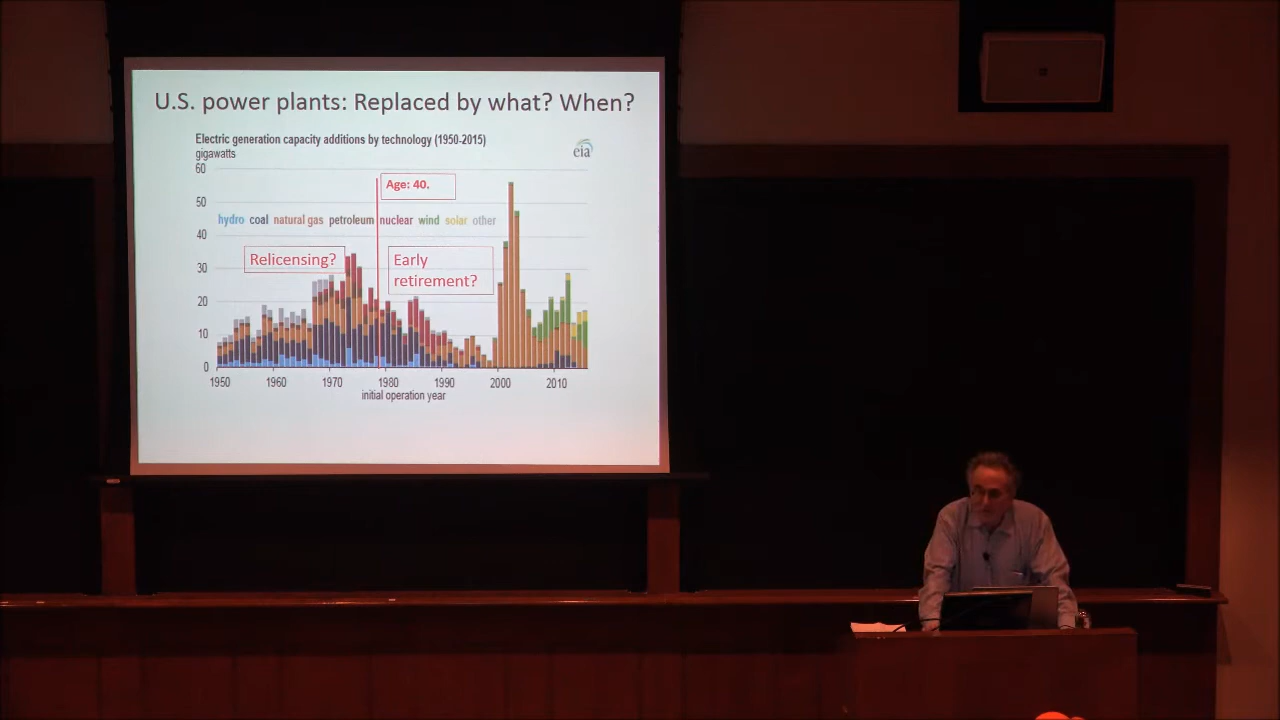 U.S. power plants: Replaced by what? When?
Electric generation capacity additions by technology (1950-2015)
gigawatts
eia
60
Age: 40.
50
hydro coal natural gas petroleum nuclear wind solar other
40
Relicensing?
Early
retirement?
30
20
10
0
1950 1960 1970 1980 1990 2000 2010
initial operation year